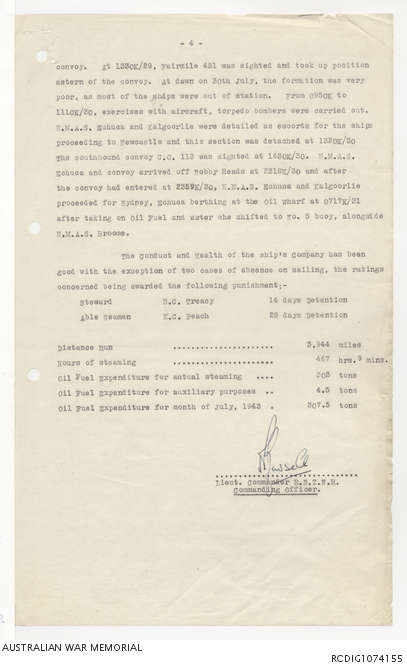 - 4 -
convoy. At 1330K/29, Fairmile 431 was sighted and took up position
astern of the convoy. At dawn on 30th July, the formation was very
poor, as most of the ships were out of station. From 0930K to
1110K/30, exercises with aircraft, torpedo bombers were carried out.
H.M.A.S. Echuca and Kalgoorlie were detailed as escorts for the ships
proceeding to Newcastle and this section was detached at 1330K/30
The southbound convoy C.G. 113 was sighted at 1430K/30. H.M.A.S.
Echuca and convoy arrived off Nobby Heads at 2212K/30 and after
the convoy had entered at 2359K/30, H.M.A.S. Echuca and Kalgoorlie
proceeded for Sydney, Echuca berthing at the Oil Wharf at 0717K/31
after taking on Oil Fuel and water she shifted to No. 5 buoy, alongside
H.M.A.S. Broome.
The Conduct and Health of the ship's Company has been
good with the exception of two cases of absence on sailing, the ratings
concerned being awarded the following punishment;-
Steward B.C. Treacy 14 days Detention
Able Seaman K.C. Peach 28 days Detention
Distance Run .................... 3,944 miles
Hours of Steaming .................... 467 hrs.9 mins.
Oil Fuel Expenditure for actual steaming .... 303 tons
Oil Fuel Expenditure for auxiliary purposes .. 4.5 tons
Oil Fuel Expenditure for month of July, 1943 . 307.5 tons
Lieut. Commander R.N.Z.N.R.
Commanding Officer.
AUSTRALIAN WAR MEMORIAL
RCDIG1074155